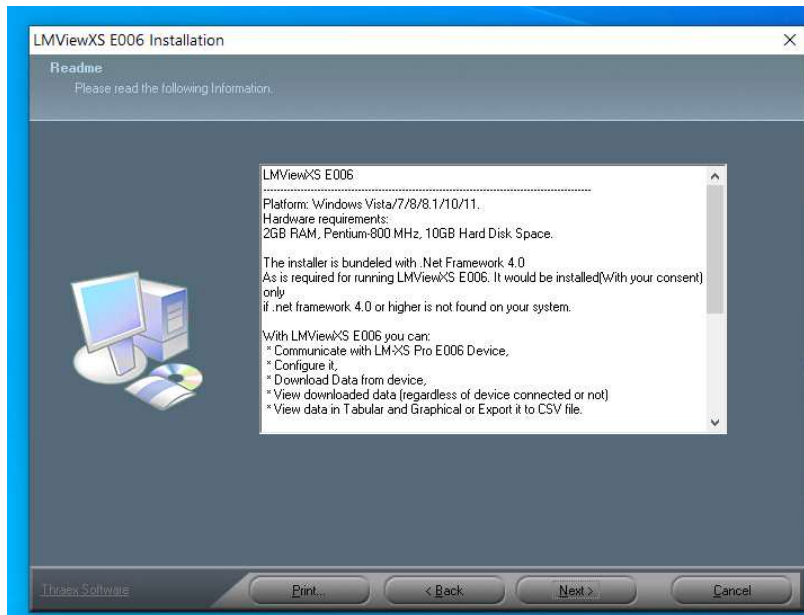 LMViewXS E006 Installation
Readme
Please read the following Information.
LMViewXS E006
Platform: Windows Vista/7/8/8.1/10/11.
Hardware requirements:
2GB RAM, Pentium-800 MHz, 10GB Hard Disk Space.
The installer is bundeled with .Net Framework 4.0
As is required for running LMViewXS E006. It would be installed(With your consent)
only
if .net framework 4.0 or higher is not found on your system.
With LMViewXS E006 you can:
* Communicate with LM-XS Pro E006 Device,
* Configure it,
* Download Data from device,
* View downloaded data (regardless of device connected or not)
* View data in Tabular and Graphical or Export it to CSV file.
Thraex Software
Print...
< Back
Next >
Cancel